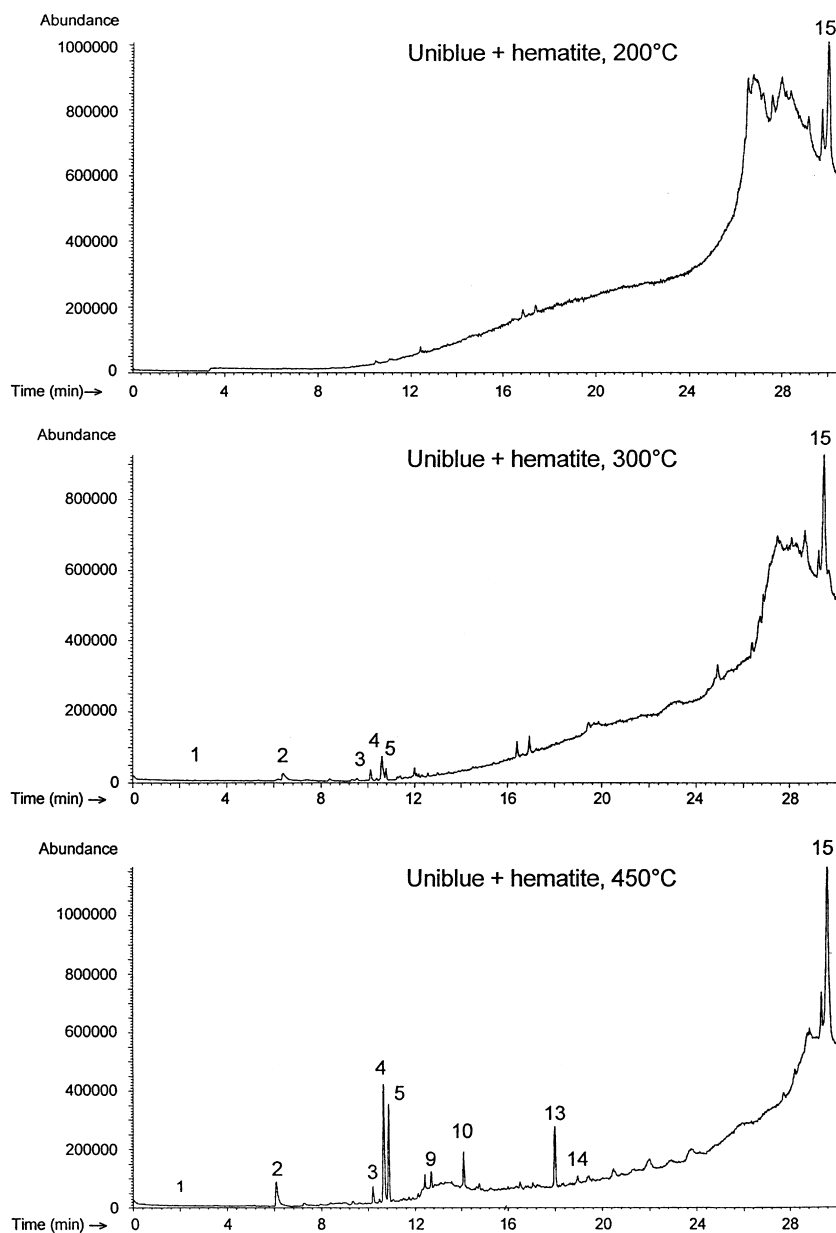 Abundance
15
Uniblue + hematite, 200°C
1000000
800000
600000
400000
200000
0
0 4 8 12 16 20 24 28
Time (min)→
Abundance
15
Uniblue + hematite, 300°C
800000
600000
400000
200000
0
1 2 3 4 5
0 4 8 12 16 20 24 28
Time (min) →
Abundance
15
Uniblue + hematite, 450°C
1000000
800000
600000
400000
200000
0
1 2 3 4 5 9 10 13 14
0 4 8 12 16 20 24 28
Time (min) →